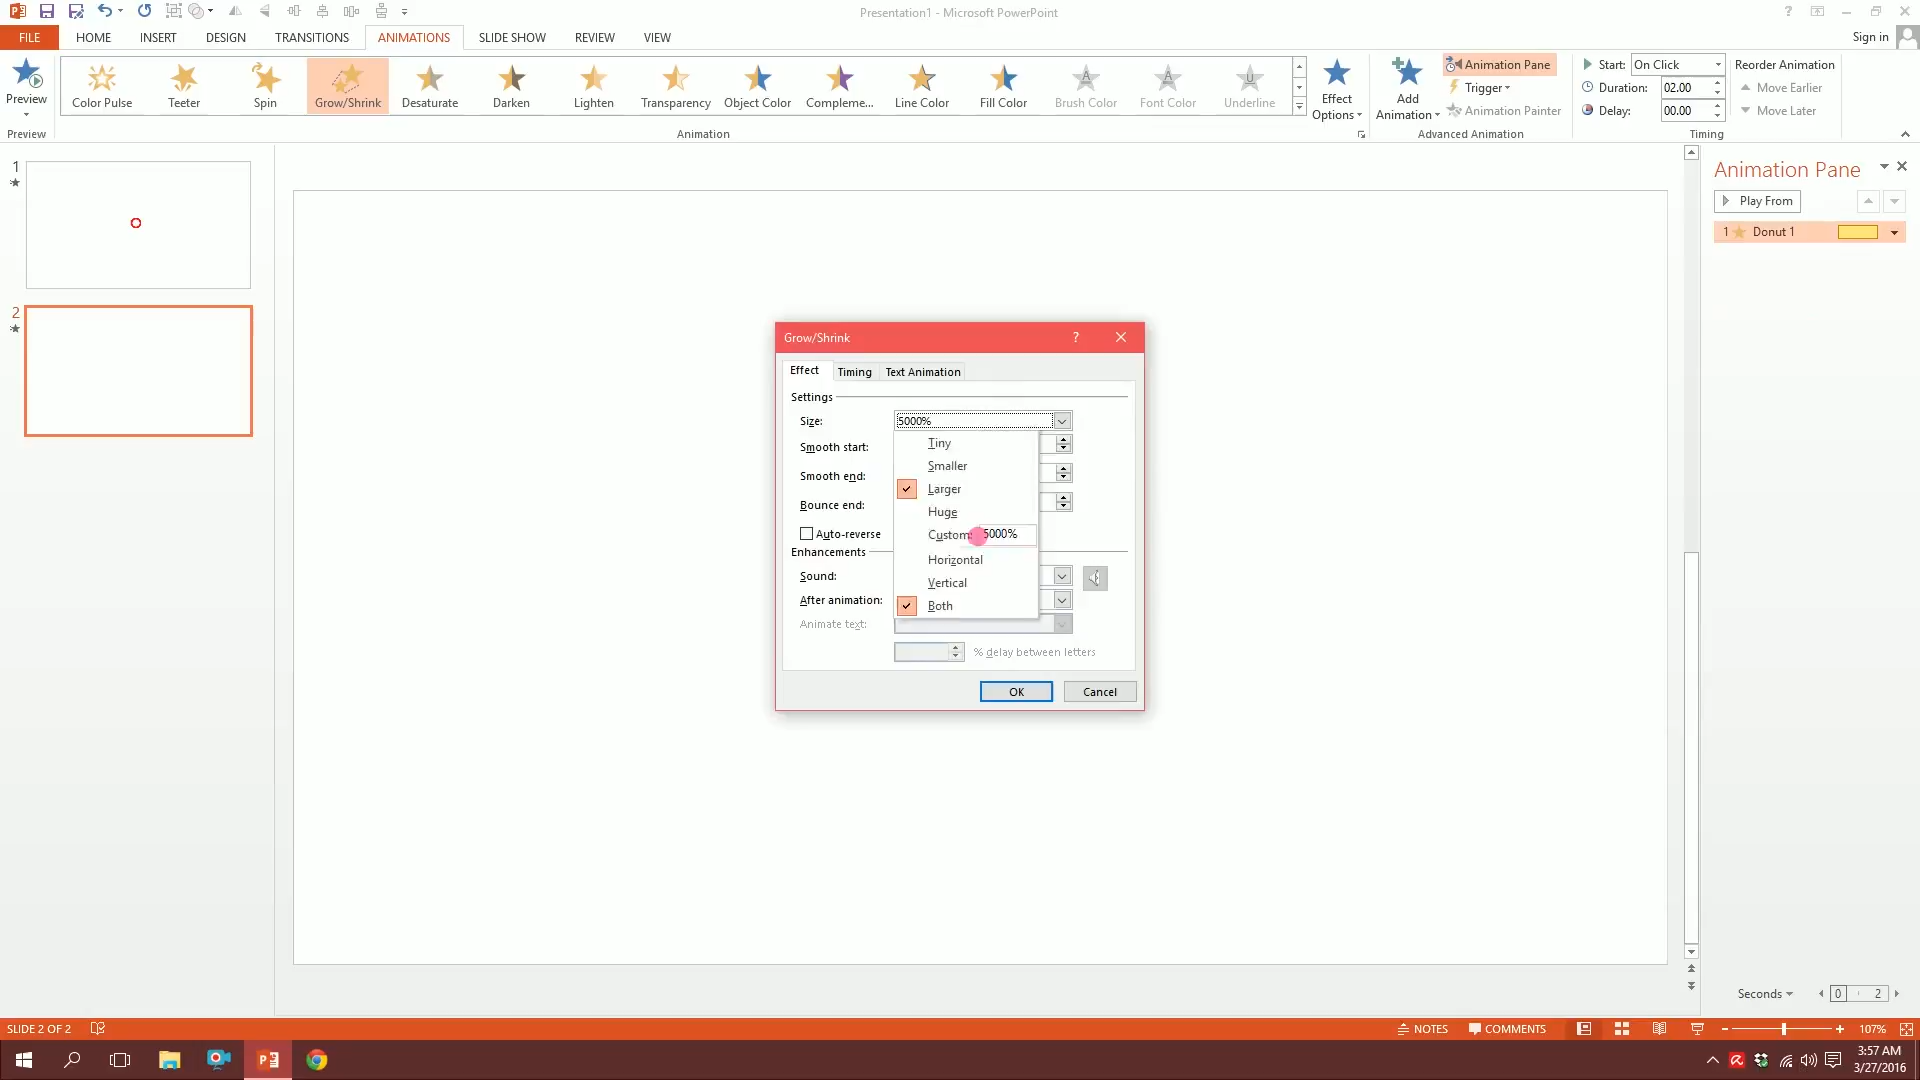 Presentation1 - Microsoft PowerPoint
FILE HOME INSERT DESIGN TRANSITIONS ANIMATIONS SLIDE SHOW REVIEW VIEW Sign in
Preview
Color Pulse Teeter Spin Grow/Shrink Desaturate Darken Lighten Transparency Object Color Compleme... Line Color Fill Color Brush Color Font Color Underline
Effect Options
Add Animation
Animation Pane
Trigger
Animation Painter
Start: On Click
Duration: 02.00
Delay: 00.00
Reorder Animation
Move Earlier
Move Later
Preview Animation Advanced Animation Timing
1
2
Animation Pane
Play From
1 Donut 1
Grow/Shrink ?
Effect Timing Text Animation
Settings
Size: 5000%
Smooth start:
Smooth end:
Bounce end:
Auto-reverse
Tiny
Smaller
Larger
Huge
Custom: 5000%
Horizontal
Vertical
Both
Enhancements
Sound:
After animation:
Animate text:
% delay between letters
OK Cancel
Seconds 0 2
SLIDE 2 OF 2 NOTES COMMENTS 107%
3:57 AM
3/27/2016